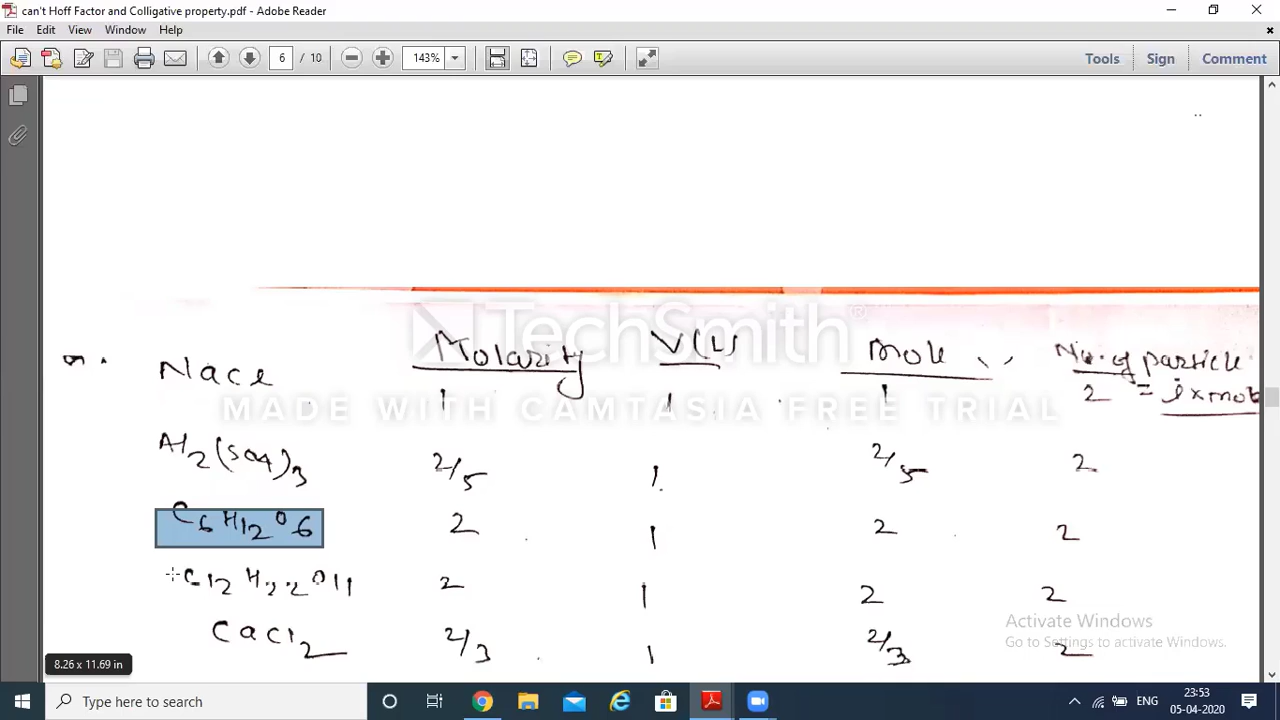 can't Hoff Factor and Colligative property.pdf - Adobe Reader
File Edit View Window Help
6 / 10 143% Tools Sign Comment
TechSmith
Molarity V(L) Mole No. of particle
NaCl 1 1 1 2 = i x mole
MADE WITH CAMTASIA FREE TRIAL
Al2(SO4)3 2/5 1 2/5 2
C6H12O6 2 1 2 2
C12H22O11 2 1 2 2
CaCl2 2/3 1 2/3 2
Activate Windows
Go to Settings to activate Windows.
8.26 x 11.69 in
Type here to search
ENG
23:53
05-04-2020